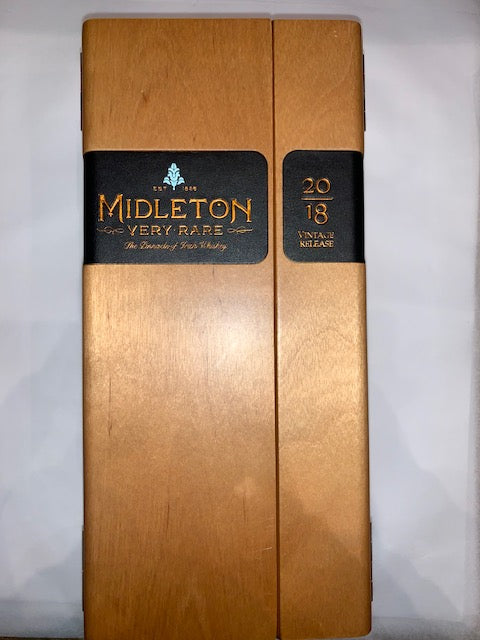 EST 1825
MIDLETON
VERY RARE
The Pinnacle of Irish Whiskey
20
18
VINTAGE
RELEASE